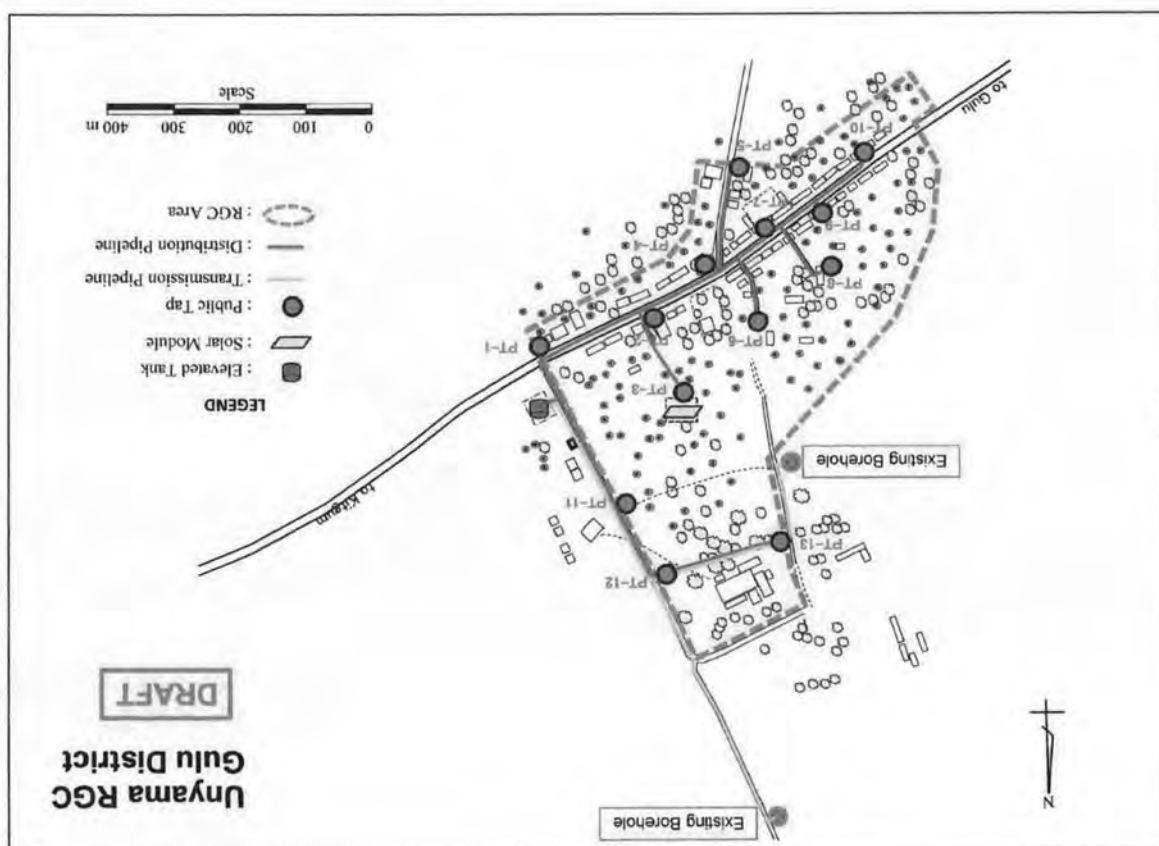 Unyama RGC
Gulu District
DRAFT
N
Existing Borehole
PT-12
PT-13
PT-11
Existing Borehole
to Kitgum
PT-3
PT-1
PT-2
PT-6
PT-8
PT-4
PT-9
PT-7
PT-5
PT-10
to Gulu
LEGEND
: Elevated Tank
: Solar Module
: Public Tap
: Transmission Pipeline
: Distribution Pipeline
: RGC Area
0 100 200 300 400 m
Scale